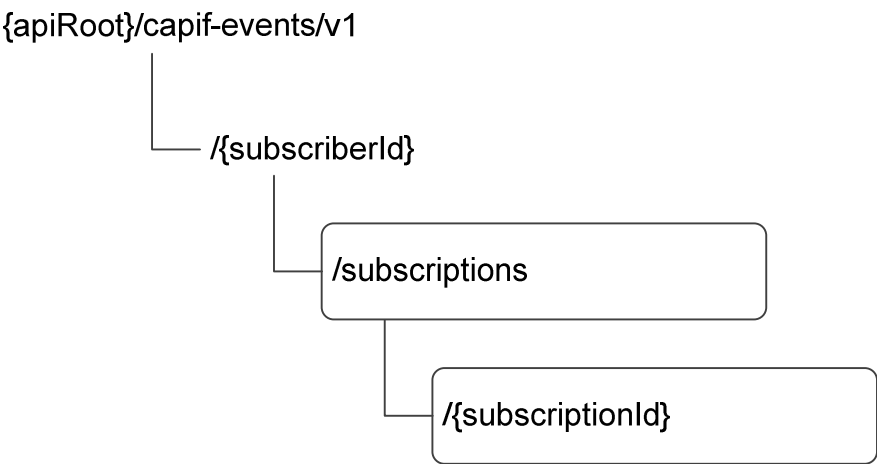 {apiRoot}/capif-events/v1
/{subscriberId}
/subscriptions
/{subscriptionId}